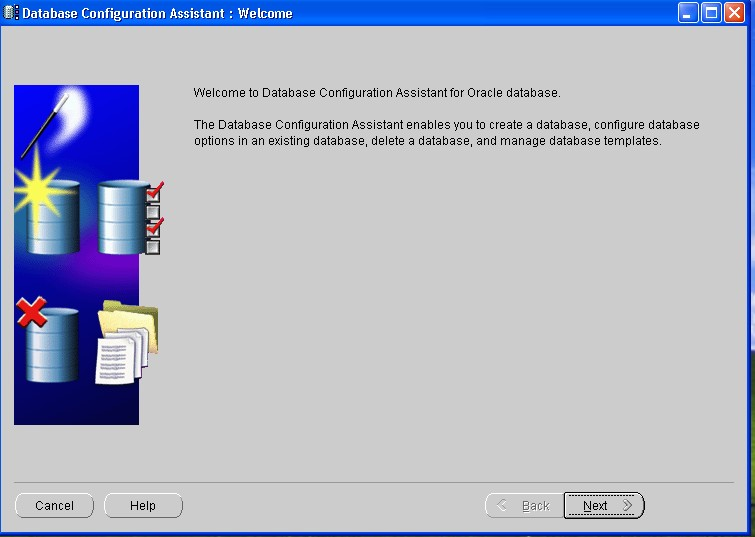 Database Configuration Assistant : Welcome
Welcome to Database Configuration Assistant for Oracle database.
The Database Configuration Assistant enables you to create a database, configure database
options in an existing database, delete a database, and manage database templates.
Cancel
Help
Back
Next